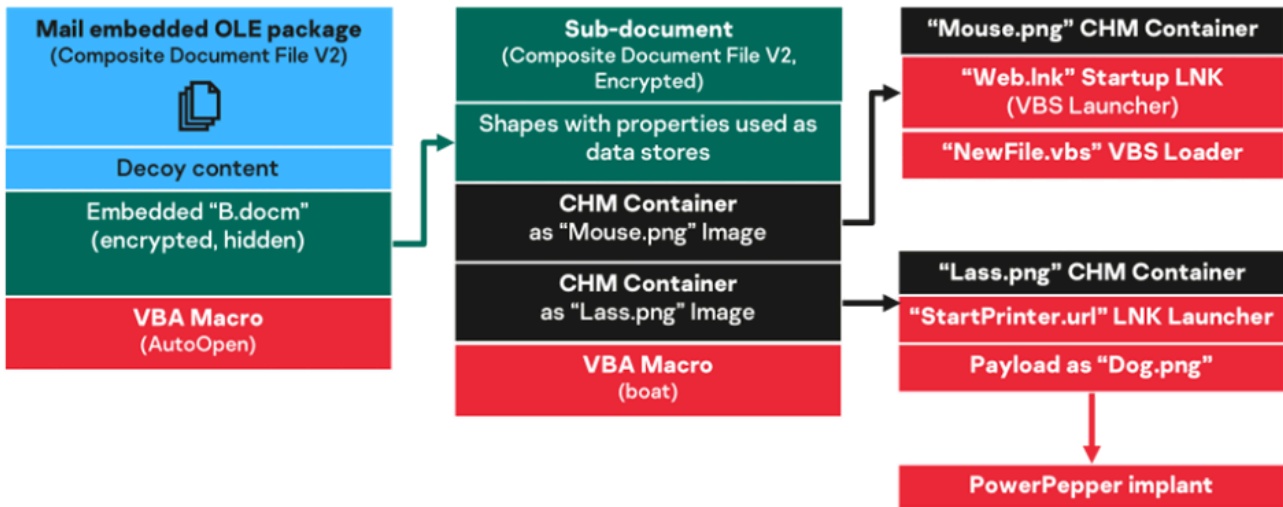 Mail embedded OLE package
(Composite Document File V2)
Decoy content
Embedded “B.docm”
(encrypted, hidden)
VBA Macro
(AutoOpen)
Sub-document
(Composite Document File V2,
Encrypted)
Shapes with properties used as
data stores
CHM Container
as “Mouse.png” Image
CHM Container
as “Lass.png” Image
VBA Macro
(boat)
“Mouse.png” CHM Container
“Web.lnk” Startup LNK
(VBS Launcher)
“NewFile.vbs” VBS Loader
“Lass.png” CHM Container
“StartPrinter.url” LNK Launcher
Payload as “Dog.png”
PowerPepper implant